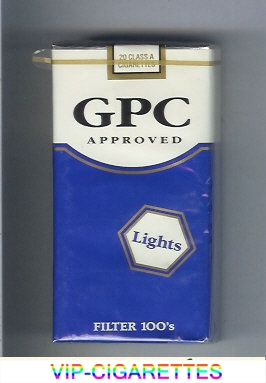 20 CLASS A
CIGARETTES
GPC
APPROVED
Lights
FILTER 100's
VIP-CIGARETTES